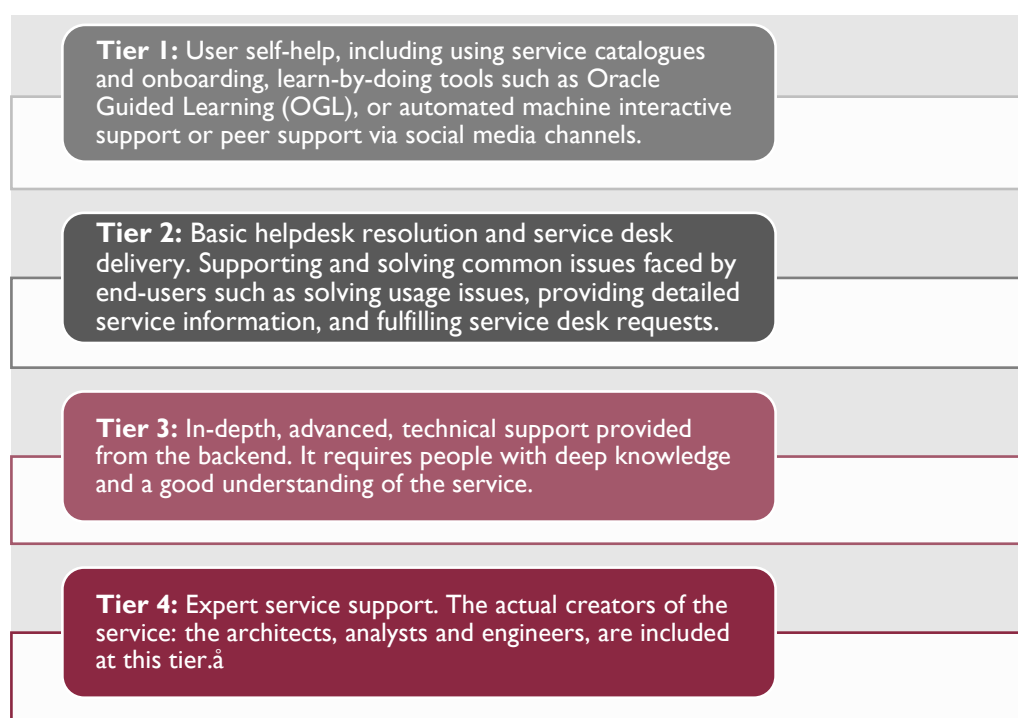 Tier 1: User self-help, including using service catalogues
and onboarding, learn-by-doing tools such as Oracle
Guided Learning (OGL), or automated machine interactive
support or peer support via social media channels.
Tier 2: Basic helpdesk resolution and service desk
delivery. Supporting and solving common issues faced by
end-users such as solving usage issues, providing detailed
service information, and fulfilling service desk requests.
Tier 3: In-depth, advanced, technical support provided
from the backend. It requires people with deep knowledge
and a good understanding of the service.
Tier 4: Expert service support. The actual creators of the
service: the architects, analysts and engineers, are included
at this tier.å